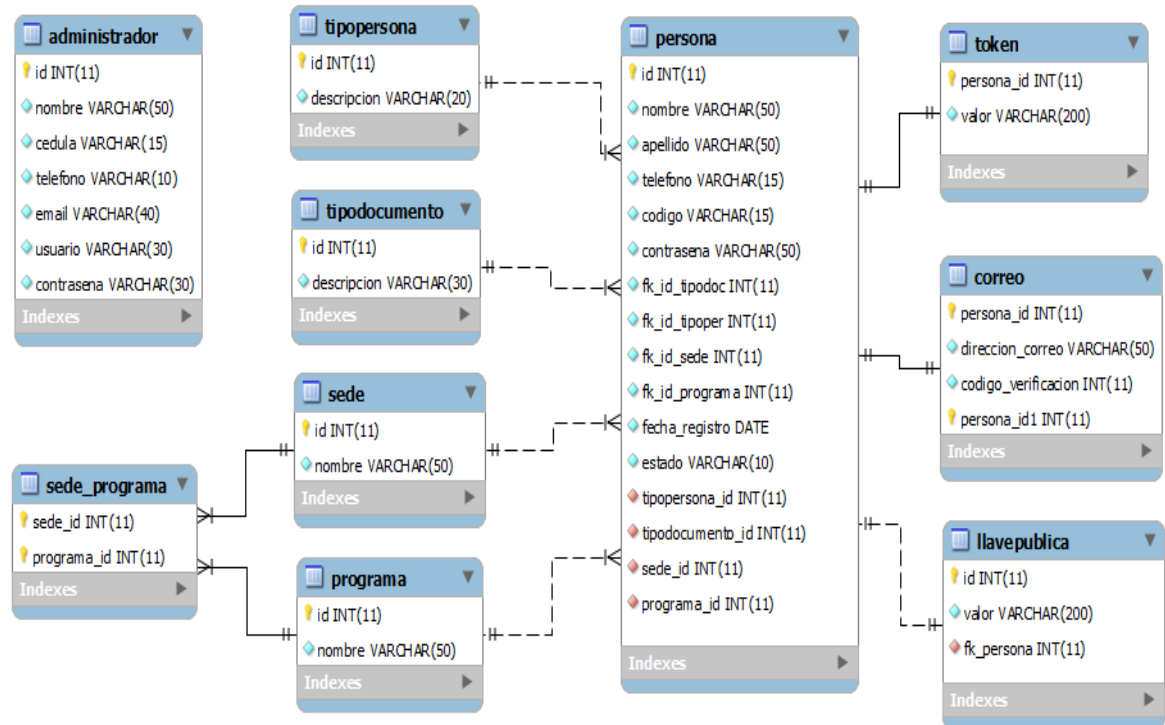 administrador
id INT(11)
nombre VARCHAR(50)
cedula VARCHAR(15)
telefono VARCHAR(10)
email VARCHAR(40)
usuario VARCHAR(30)
contrasena VARCHAR(30)
Indexes
tipopersona
id INT(11)
descripcion VARCHAR(20)
Indexes
tipodocumento
id INT(11)
descripcion VARCHAR(30)
Indexes
sede
id INT(11)
nombre VARCHAR(50)
Indexes
sede_programa
sede_id INT(11)
programa_id INT(11)
Indexes
programa
id INT(11)
nombre VARCHAR(50)
Indexes
persona
id INT(11)
nombre VARCHAR(50)
apellido VARCHAR(50)
telefono VARCHAR(15)
codigo VARCHAR(15)
contrasena VARCHAR(50)
fk_id_tipodoc INT(11)
fk_id_tipoper INT(11)
fk_id_sede INT(11)
fk_id_programa INT(11)
fecha_registro DATE
estado VARCHAR(10)
tipopersona_id INT(11)
tipodocumento_id INT(11)
sede_id INT(11)
programa_id INT(11)
Indexes
token
persona_id INT(11)
valor VARCHAR(200)
Indexes
correo
persona_id INT(11)
direccion_correo VARCHAR(50)
codigo_verificacion INT(11)
persona_id1 INT(11)
Indexes
llavepublica
id INT(11)
valor VARCHAR(200)
fk_persona INT(11)
Indexes